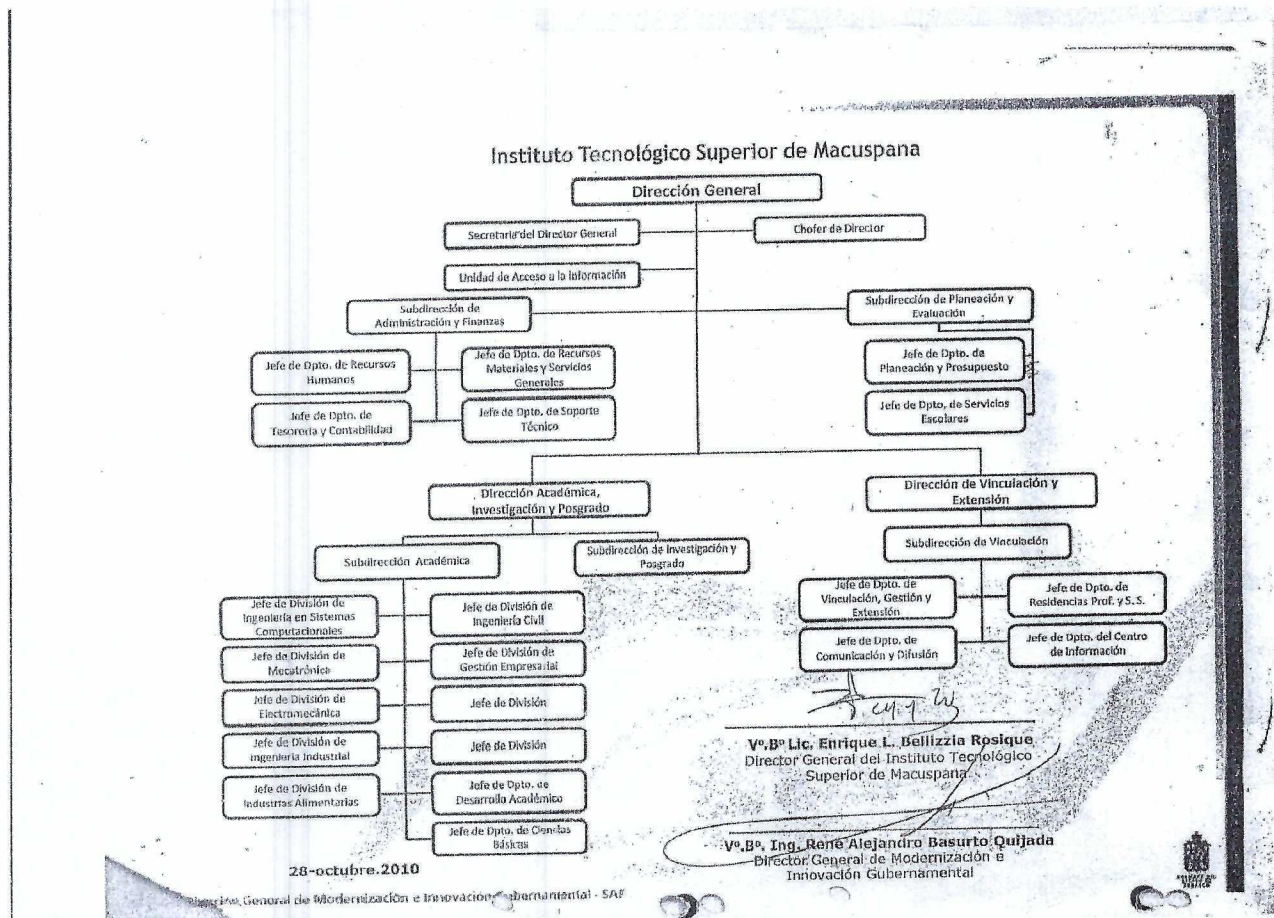 Instituto Tecnológico Superior de Macuspana
Dirección General
Secretaria del Director General
Chofer de Director
Unidad de Acceso a la Información
Subdirección de
Administración y Finanzas
Subdirección de Planeación y
Evaluación
Jefe de Dpto. de Recursos
Humanos
Jefe de Dpto. de Recursos
Materiales y Servicios
Generales
Jefe de Dpto. de
Planeación y Presupuesto
Jefe de Dpto. de
Tesorería y Contabilidad
Jefe de Dpto. de Soporte
Técnico
Jefe de Dpto. de Servicios
Escolares
Dirección Académica,
Investigación y Posgrado
Dirección de Vinculación y
Extensión
Subdirección Académica
Subdirección de Investigación y
Posgrado
Subdirección de Vinculación
Jefe de División de
Ingeniería en Sistemas
Computacionales
Jefe de División de
Ingeniería Civil
Jefe de Dpto. de
Vinculación, Gestión y
Extensión
Jefe de Dpto. de
Residencias Prof. y S.S.
Jefe de División de
Mecatrónica
Jefe de División de
Gestión Empresarial
Jefe de Dpto. de
Comunicación y Difusión
Jefe de Dpto. del Centro
de Información
Jefe de División de
Electromecánica
Jefe de División
Jefe de División de
Ingeniería Industrial
Jefe de División
Jefe de División de
Industrias Alimentarias
Jefe de Dpto. de
Desarrollo Académico
Jefe de Dpto. de Ciencias
Básicas
Vº.Bº Lic. Enrique L. Bellizzia Rosique
Director General del Instituto Tecnológico
Superior de Macuspana
Vº.Bº. Ing. René Alejandro Basurto Quijada
Director General de Modernización e
Innovación Gubernamental
28-octubre.2010
General de Modernización e Innovación Gubernamental - SAF